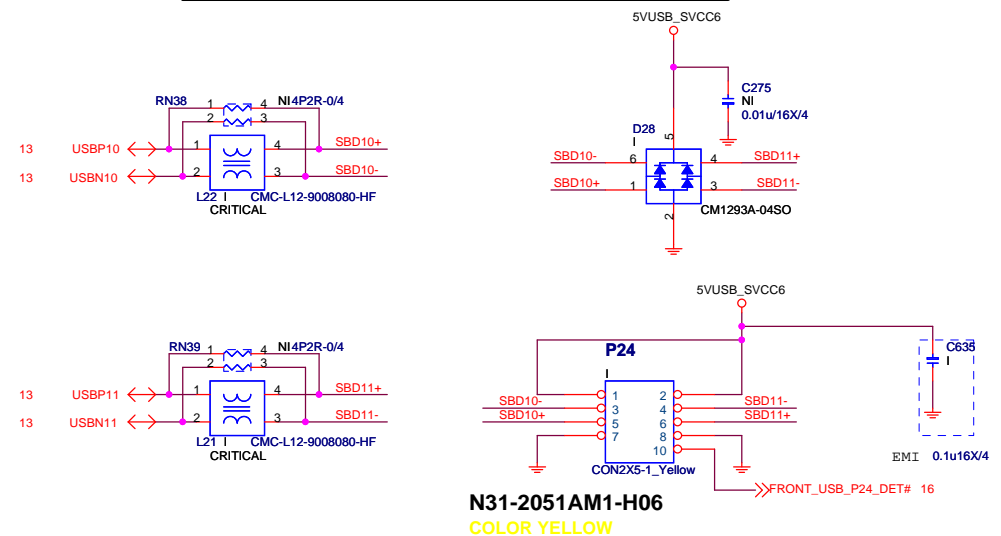 5VUSB_SVCC6
C275
NI
0.01u/16X/4
RN38 1 4 NI 4P2R-0/4
2 3
13 USBP10 1 4 SBD10+
13 USBN10 2 3 SBD10-
L22 I CMC-L12-9008080-HF
CRITICAL
D28
I
5
SBD10- 6 4 SBD11+
SBD10+ 1 3 SBD11-
2 CM1293A-04SO
5VUSB_SVCC6
RN39 1 4 NI 4P2R-0/4
2 3
13 USBP11 1 4 SBD11+
13 USBN11 2 3 SBD11-
L21 I CMC-L12-9008080-HF
CRITICAL
P24
I
1 2
SBD10- 3 4 SBD11-
SBD10+ 5 6 SBD11+
7 8
10
CON2X5-1_Yellow
C635
I
EMI 0.1u16X/4
FRONT_USB_P24_DET# 16
N31-2051AM1-H06
COLOR YELLOW